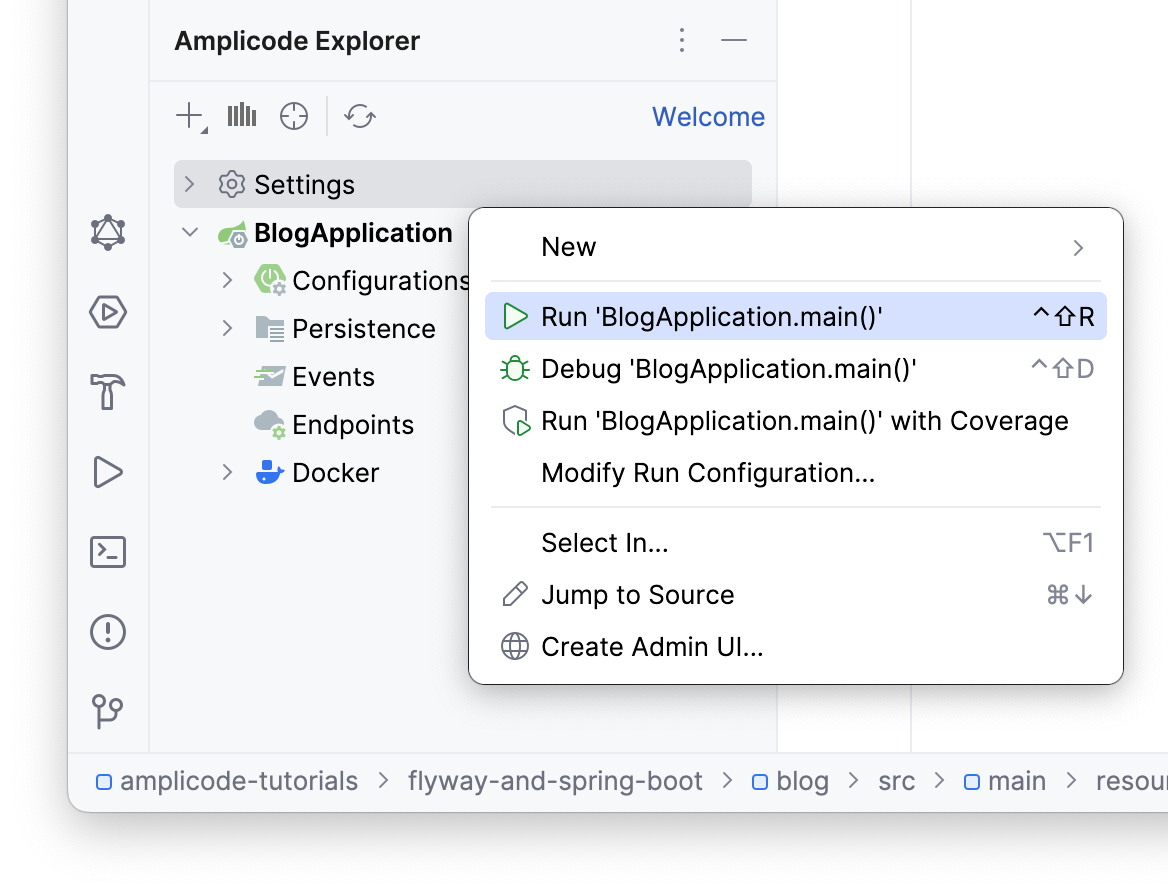 Amplicode Explorer
Welcome
Settings
BlogApplication
Configurations
Persistence
Events
Endpoints
Docker
New
Run 'BlogApplication.main()' ^⇧R
Debug 'BlogApplication.main()' ^⇧D
Run 'BlogApplication.main()' with Coverage
Modify Run Configuration...
Select In... ⌥F1
Jump to Source ⌘↓
Create Admin UI...
amplicode-tutorials > flyway-and-spring-boot > blog > src > main >